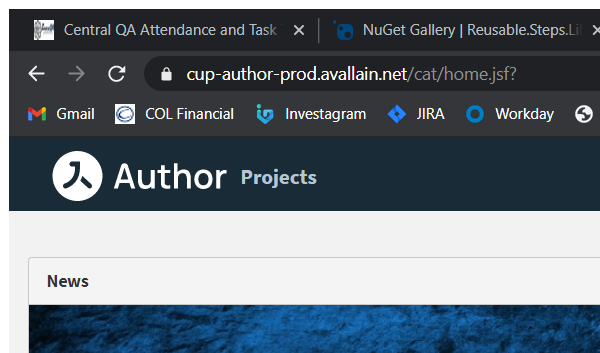 Central QA Attendance and Task
NuGet Gallery | Reusable.Steps.Li
cup-author-prod.avallain.net/cat/home.jsf?
Gmail COL Financial Investagram JIRA Workday
Author Projects
News